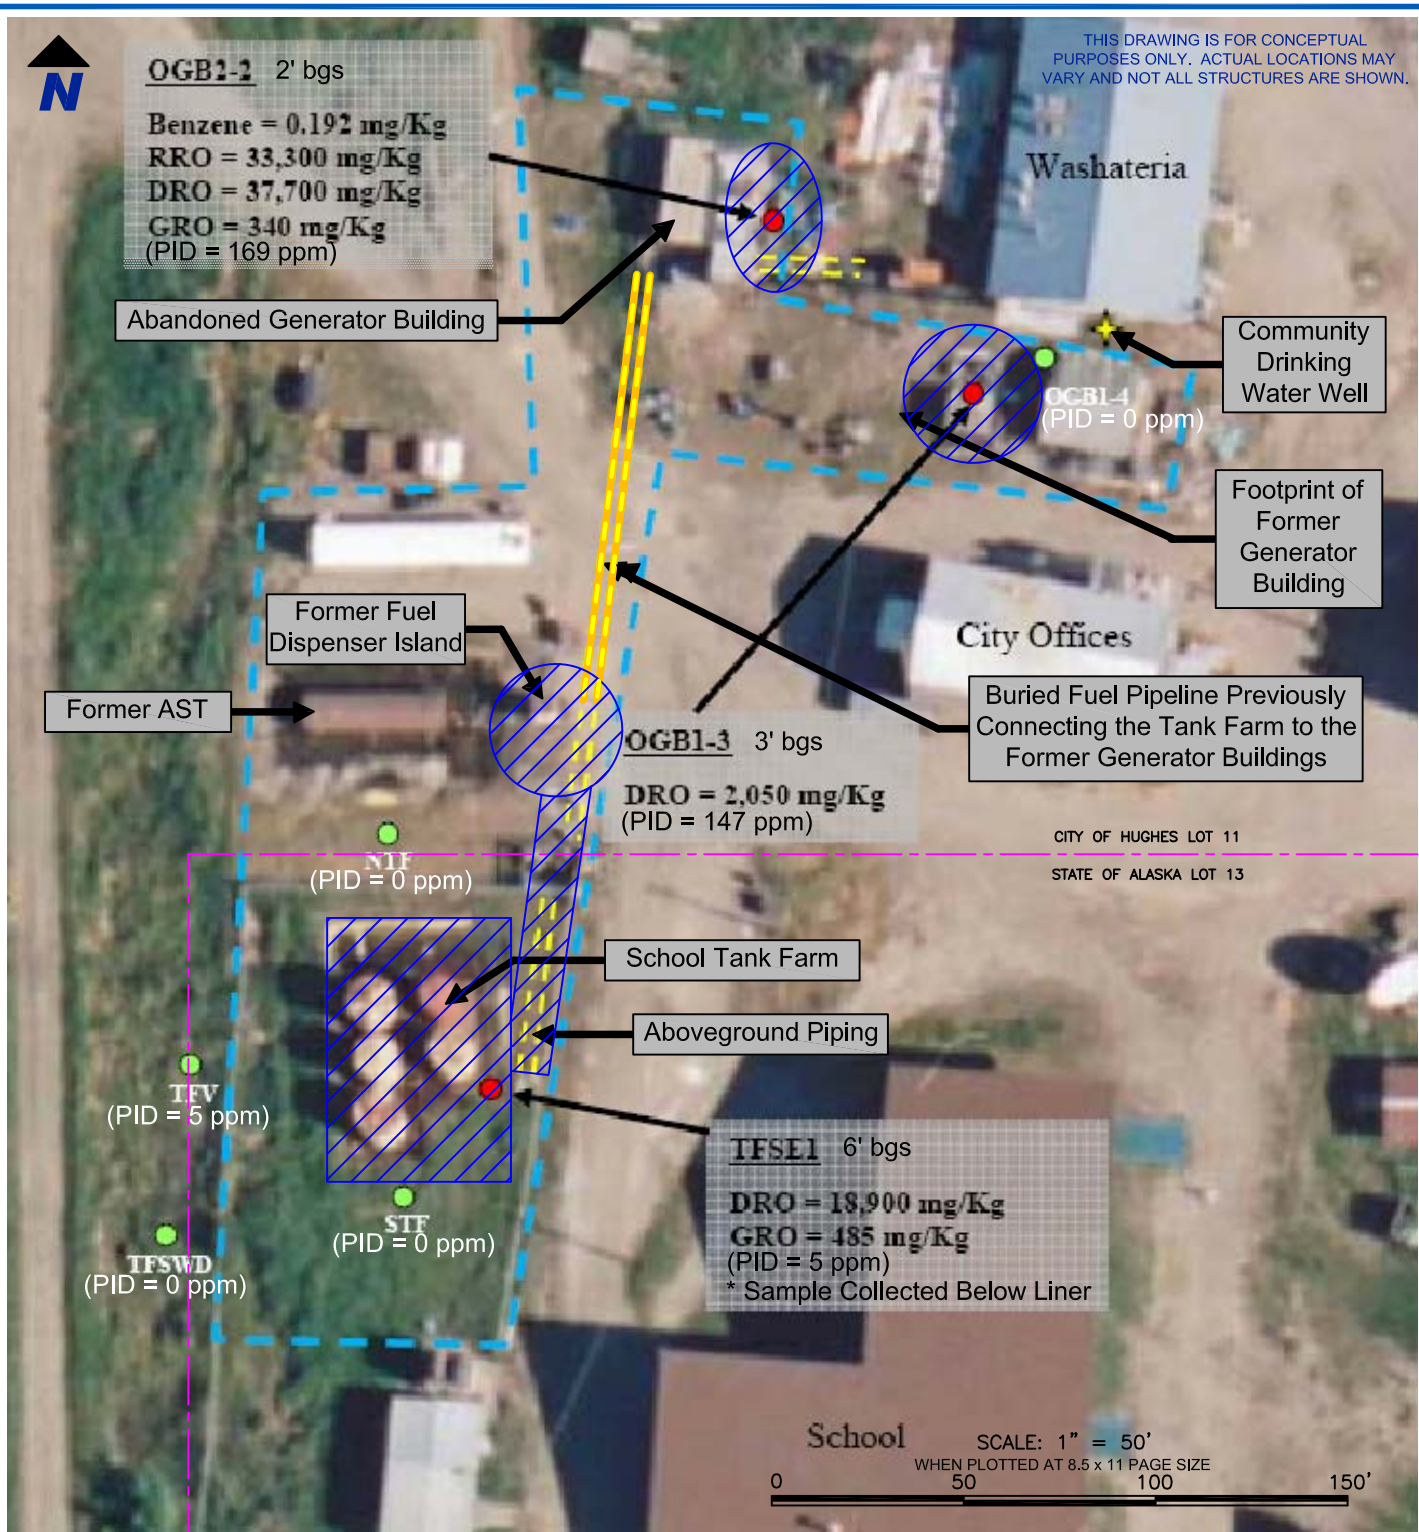 THIS DRAWING IS FOR CONCEPTUAL
PURPOSES ONLY. ACTUAL LOCATIONS MAY
VARY AND NOT ALL STRUCTURES ARE SHOWN.
N
OGB2-2 2' bgs
Benzene = 0.192 mg/Kg
RRO = 33,300 mg/Kg
DRO = 37,700 mg/Kg
GRO = 340 mg/Kg
(PID = 169 ppm)
Washateria
Abandoned Generator Building
Community
Drinking
Water Well
OGB1-4
(PID = 0 ppm)
Footprint of
Former
Generator
Building
Former Fuel
Dispenser Island
City Offices
Former AST
Buried Fuel Pipeline Previously
Connecting the Tank Farm to the
Former Generator Buildings
OGB1-3 3' bgs
DRO = 2,050 mg/Kg
(PID = 147 ppm)
CITY OF HUGHES LOT 11
STATE OF ALASKA LOT 13
NTF
(PID = 0 ppm)
School Tank Farm
Aboveground Piping
TFV
(PID = 5 ppm)
TFSE1 6' bgs
DRO = 18,900 mg/Kg
GRO = 485 mg/Kg
(PID = 5 ppm)
* Sample Collected Below Liner
STF
(PID = 0 ppm)
TFSWD
(PID = 0 ppm)
School
SCALE: 1" = 50'
WHEN PLOTTED AT 8.5 x 11 PAGE SIZE
0 50 100 150'